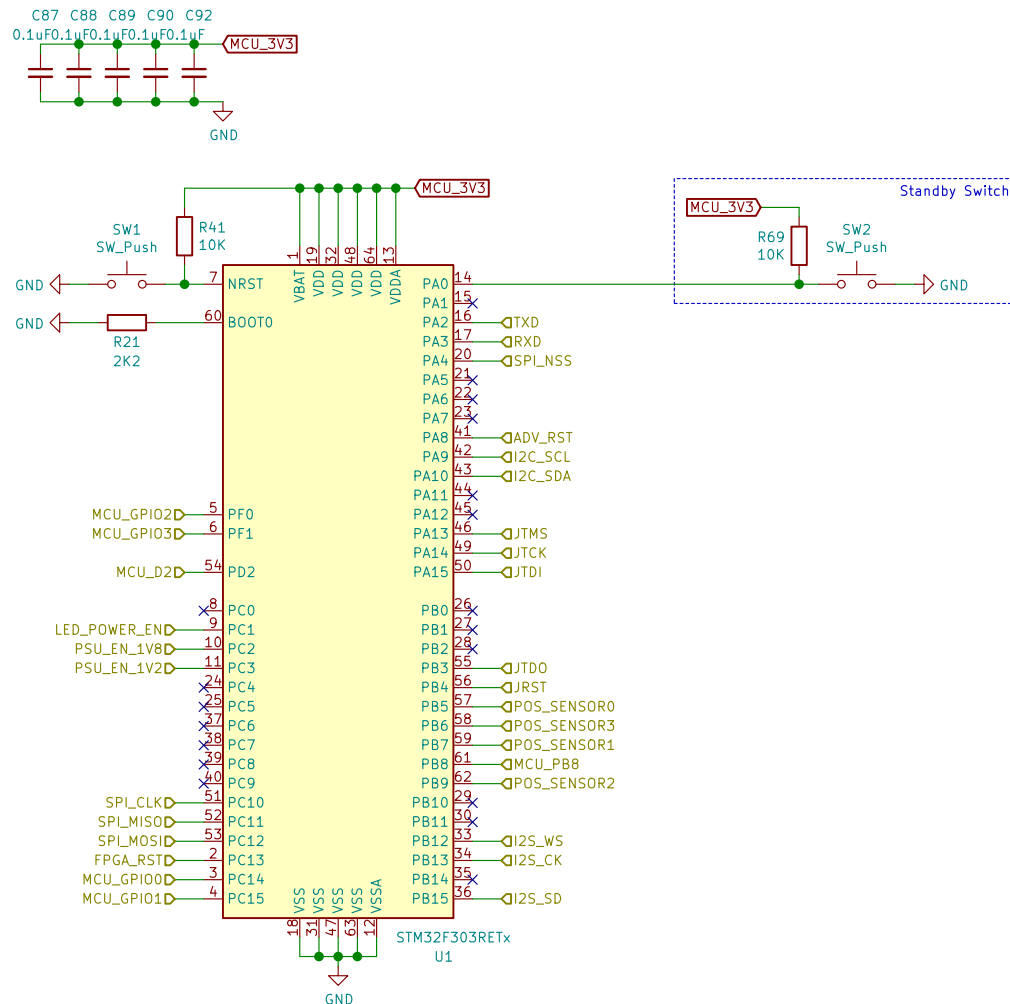 C87 C88 C89 C90 C92
0.1uF 0.1uF 0.1uF 0.1uF 0.1uF
MCU_3V3
GND
MCU_3V3
Standby Switch
MCU_3V3
SW1
SW_Push
R41
10K
R69
10K
SW2
SW_Push
1 VBAT
19 VDD
32 VDD
48 VDD
64 VDD
13 VDDA
GND
7 NRST
GND
60 BOOT0
R21
2K2
MCU_GPIO2 5 PF0
MCU_GPIO3 6 PF1
MCU_D2 54 PD2
8 PC0
LED_POWER_EN 9 PC1
PSU_EN_1V8 10 PC2
PSU_EN_1V2 11 PC3
24 PC4
25 PC5
37 PC6
38 PC7
39 PC8
40 PC9
SPI_CLK 51 PC10
SPI_MISO 52 PC11
SPI_MOSI 53 PC12
FPGA_RST 2 PC13
MCU_GPIO0 3 PC14
MCU_GPIO1 4 PC15
PA0 14
GND
PA1 15
PA2 16 TXD
PA3 17 RXD
PA4 20 SPI_NSS
PA5 21
PA6 22
PA7 23
PA8 41 ADV_RST
PA9 42 I2C_SCL
PA10 43 I2C_SDA
PA11 44
PA12 45
PA13 46 JTMS
PA14 49 JTCK
PA15 50 JTDI
PB0 26
PB1 27
PB2 28
PB3 55 JTDO
PB4 56 JRST
PB5 57 POS_SENSOR0
PB6 58 POS_SENSOR3
PB7 59 POS_SENSOR1
PB8 61 MCU_PB8
PB9 62 POS_SENSOR2
PB10 29
PB11 30
PB12 33 I2S_WS
PB13 34 I2S_CK
PB14 35
PB15 36 I2S_SD
VSS 18
VSS 31
VSS 47
VSS 63
VSSA 12
STM32F303RETx
U1
GND